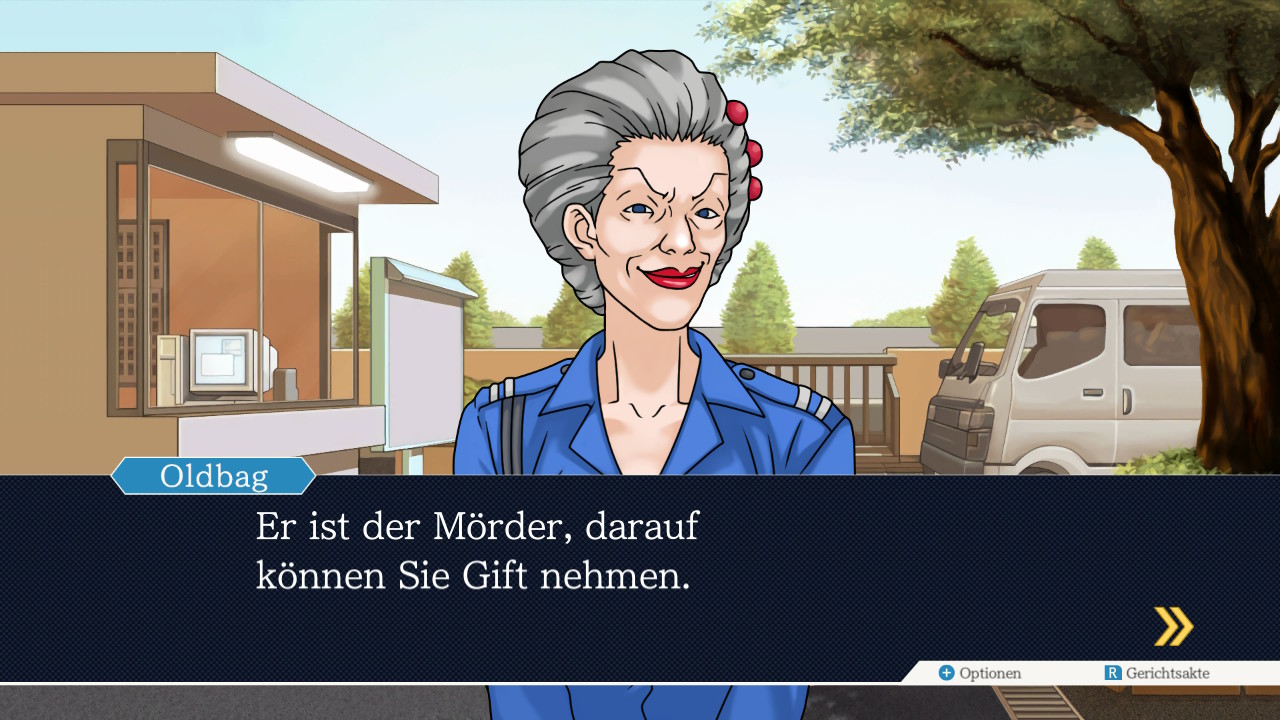 Oldbag
Er ist der Mörder, darauf
können Sie Gift nehmen.
+ Optionen
R Gerichtsakte